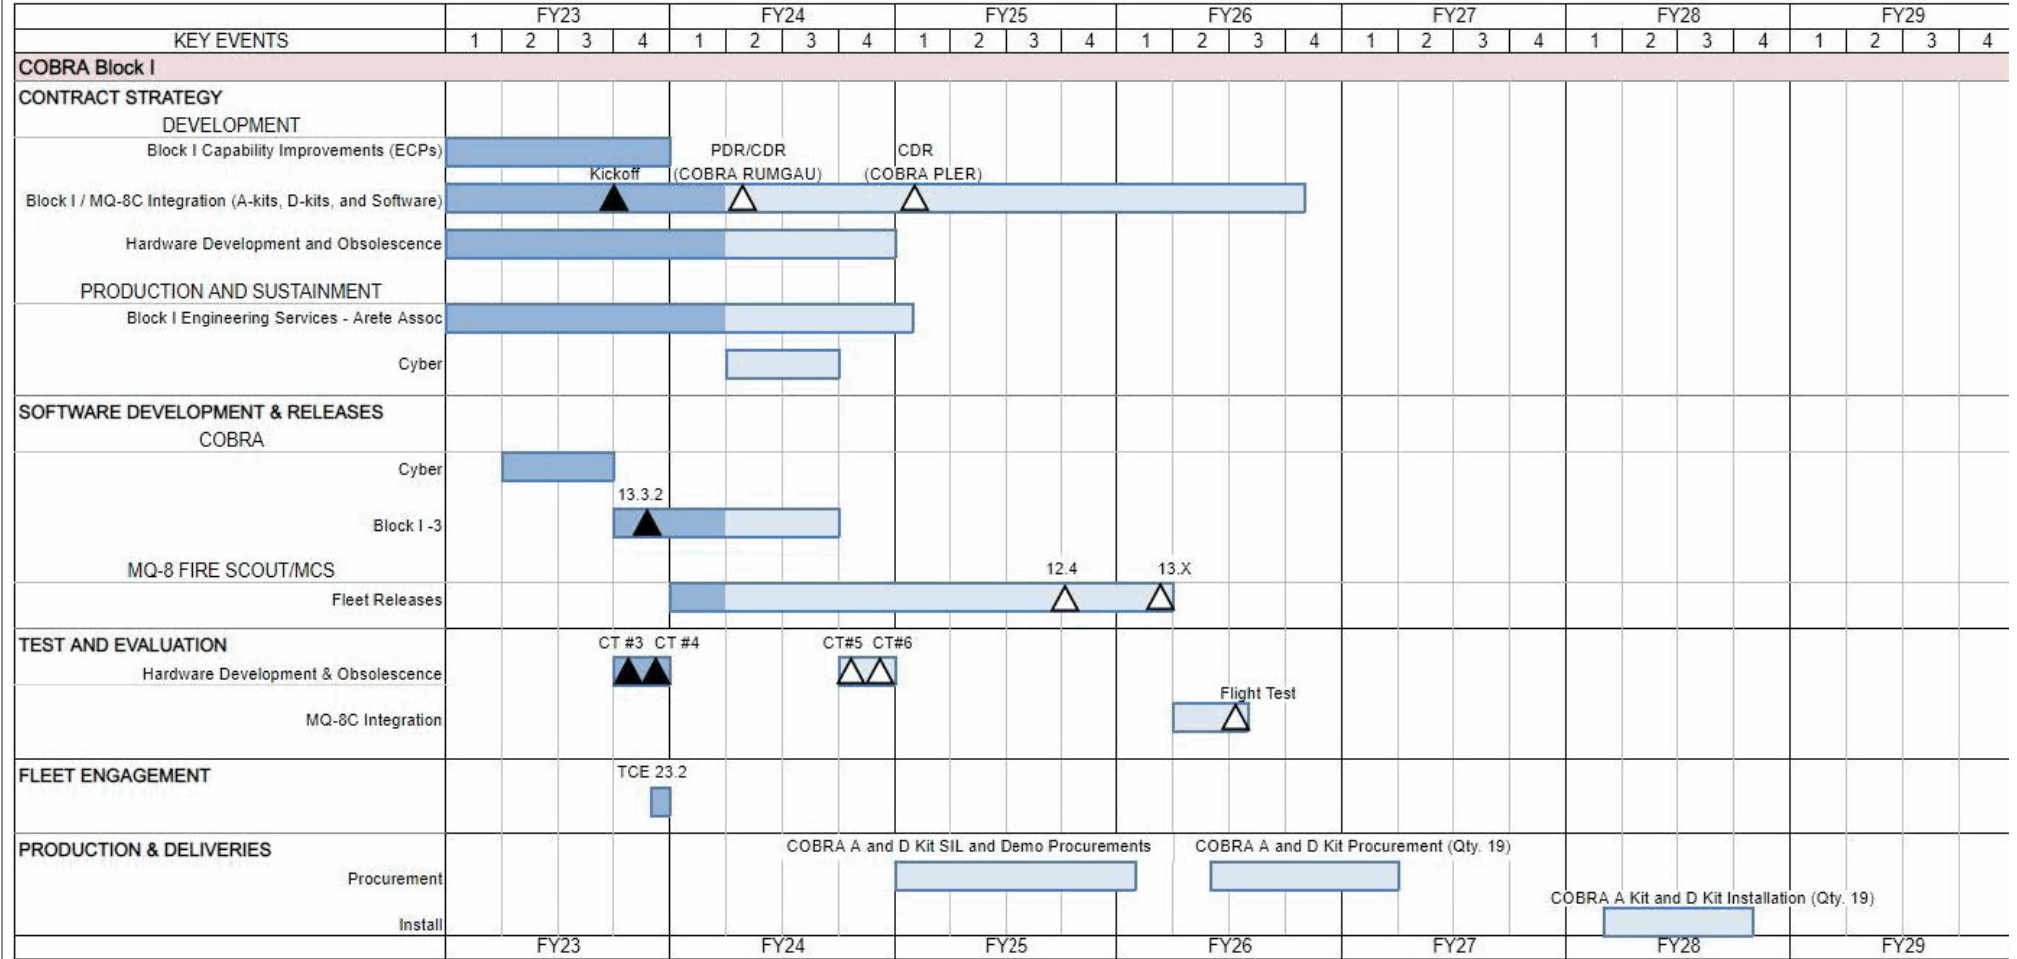 FY23 FY24 FY25 FY26 FY27 FY28 FY29
KEY EVENTS 1 2 3 4 1 2 3 4 1 2 3 4 1 2 3 4 1 2 3 4 1 2 3 4 1 2 3 4
COBRA Block I
CONTRACT STRATEGY
DEVELOPMENT
Block I Capability Improvements (ECPs)
PDR/CDR CDR
Kickoff (COBRA RUMGAU) (COBRA PLER)
Block I / MQ-8C Integration (A-kits, D-kits, and Software)
Hardware Development and Obsolescence
PRODUCTION AND SUSTAINMENT
Block I Engineering Services - Arete Assoc
Cyber
SOFTWARE DEVELOPMENT & RELEASES
COBRA
Cyber
13.3.2
Block I -3
MQ-8 FIRE SCOUT/MCS
12.4 13.X
Fleet Releases
TEST AND EVALUATION
CT #3 CT #4 CT#5 CT#6
Hardware Development & Obsolescence
Flight Test
MQ-8C Integration
FLEET ENGAGEMENT
TCE 23.2
PRODUCTION & DELIVERIES
COBRA A and D Kit SIL and Demo Procurements COBRA A and D Kit Procurement (Qty. 19)
Procurement
COBRA A Kit and D Kit Installation (Qty. 19)
Install
FY23 FY24 FY25 FY26 FY27 FY28 FY29